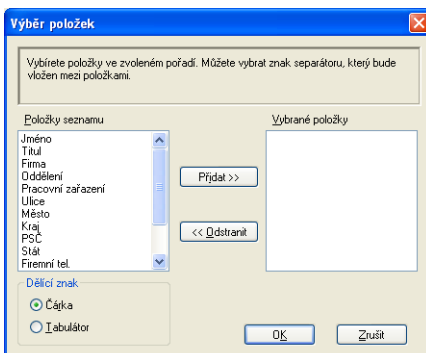 Výběr položek
Vybírete položky ve zvoleném pořadí. Můžete vybrat znak separátoru, který bude
vložen mezi položkami.
Položky seznamu
Vybrané položky
Jméno
Titul
Firma
Oddělení
Pracovní zařazení
Ulice
Město
Kraj
PSČ
Stát
Firemní tel.
Přidat >>
<< Odstranit
Dělící znak
Čárka
Tabulátor
OK
Zrušit